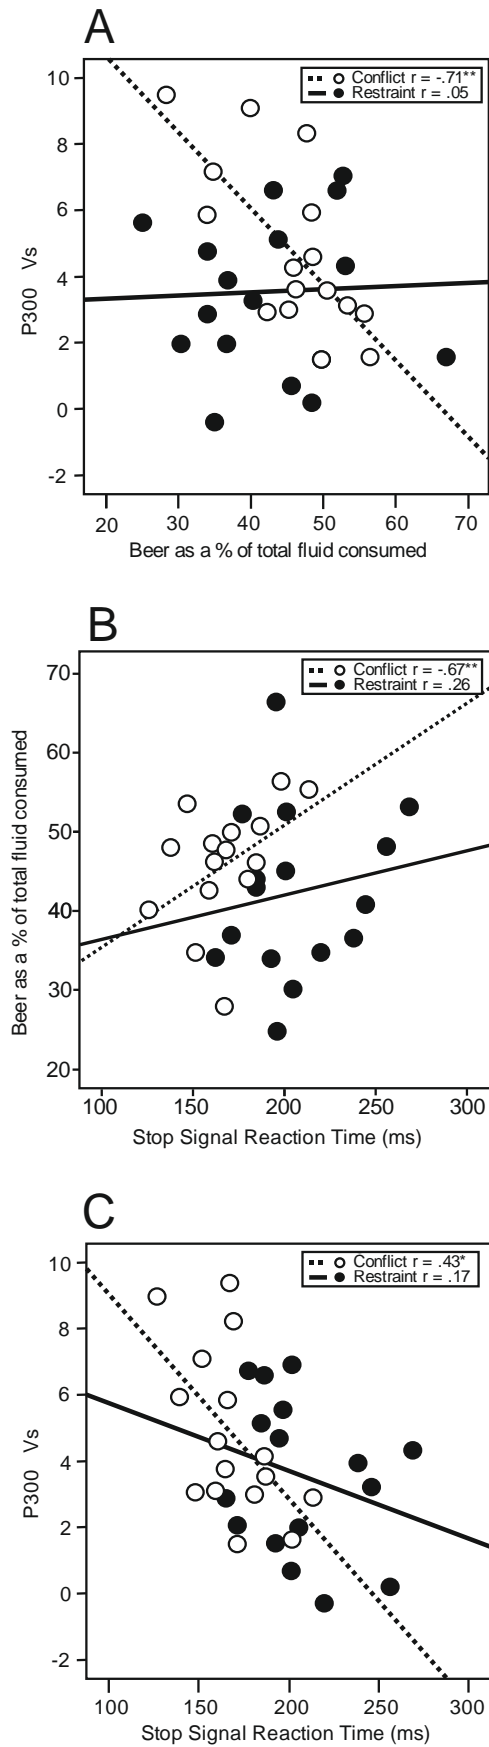 A
Conflict r = -.71**
Restraint r = .05
10
8
6
4
2
0
-2
P300 Vs
20 30 40 50 60 70
Beer as a % of total fluid consumed
B
Conflict r = -.67**
Restraint r = .26
70
60
50
40
30
20
Beer as a % of total fluid consumed
100 150 200 250 300
Stop Signal Reaction Time (ms)
C
Conflict r = .43*
Restraint r = .17
10
8
6
4
2
0
-2
P300 Vs
100 150 200 250 300
Stop Signal Reaction Time (ms)